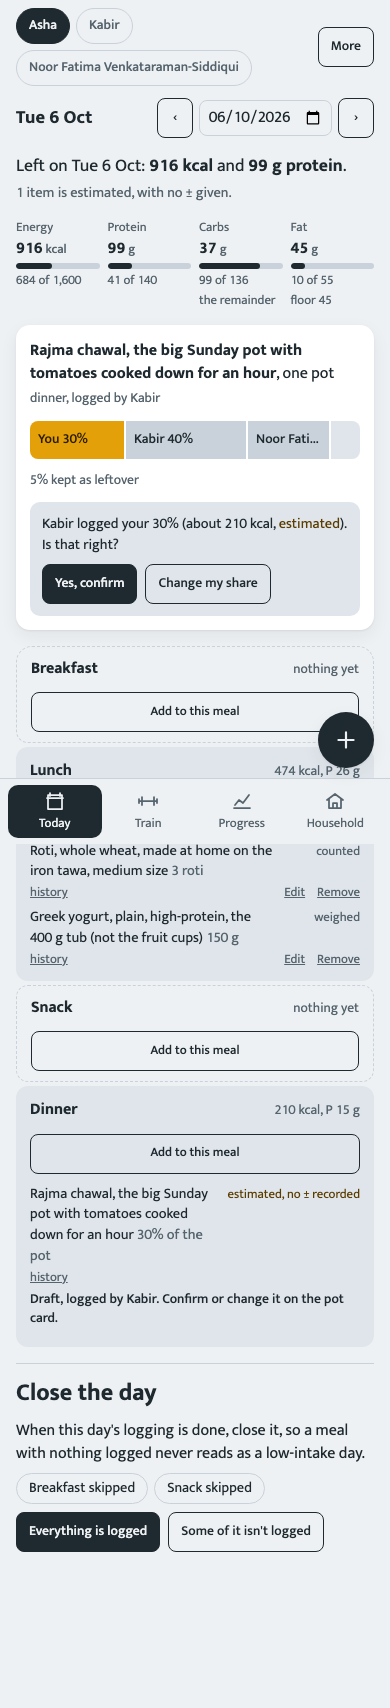 Asha
Kabir
Noor Fatima Venkataraman-Siddiqui
More
Tue 6 Oct
‹
06/10/2026
›
Left on Tue 6 Oct: 916 kcal and 99 g protein.
1 item is estimated, with no ± given.
Energy
916 kcal
684 of 1,600
Protein
99 g
41 of 140
Carbs
37 g
99 of 136
the remainder
Fat
45 g
10 of 55
floor 45
Rajma chawal, the big Sunday pot with
tomatoes cooked down for an hour, one pot
dinner, logged by Kabir
You 30%
Kabir 40%
Noor Fati…
5% kept as leftover
Kabir logged your 30% (about 210 kcal, estimated).
Is that right?
Yes, confirm
Change my share
Breakfast
nothing yet
Add to this meal
+
Lunch
474 kcal, P 26 g
Today
Train
Progress
Household
Roti, whole wheat, made at home on the
iron tawa, medium size 3 roti
counted
history
Edit
Remove
Greek yogurt, plain, high-protein, the
400 g tub (not the fruit cups) 150 g
weighed
history
Edit
Remove
Snack
nothing yet
Add to this meal
Dinner
210 kcal, P 15 g
Add to this meal
Rajma chawal, the big Sunday
pot with tomatoes cooked
down for an hour 30% of the
pot
estimated, no ± recorded
history
Draft, logged by Kabir. Confirm or change it on the pot
card.
Close the day
When this day's logging is done, close it, so a meal
with nothing logged never reads as a low-intake day.
Breakfast skipped
Snack skipped
Everything is logged
Some of it isn't logged